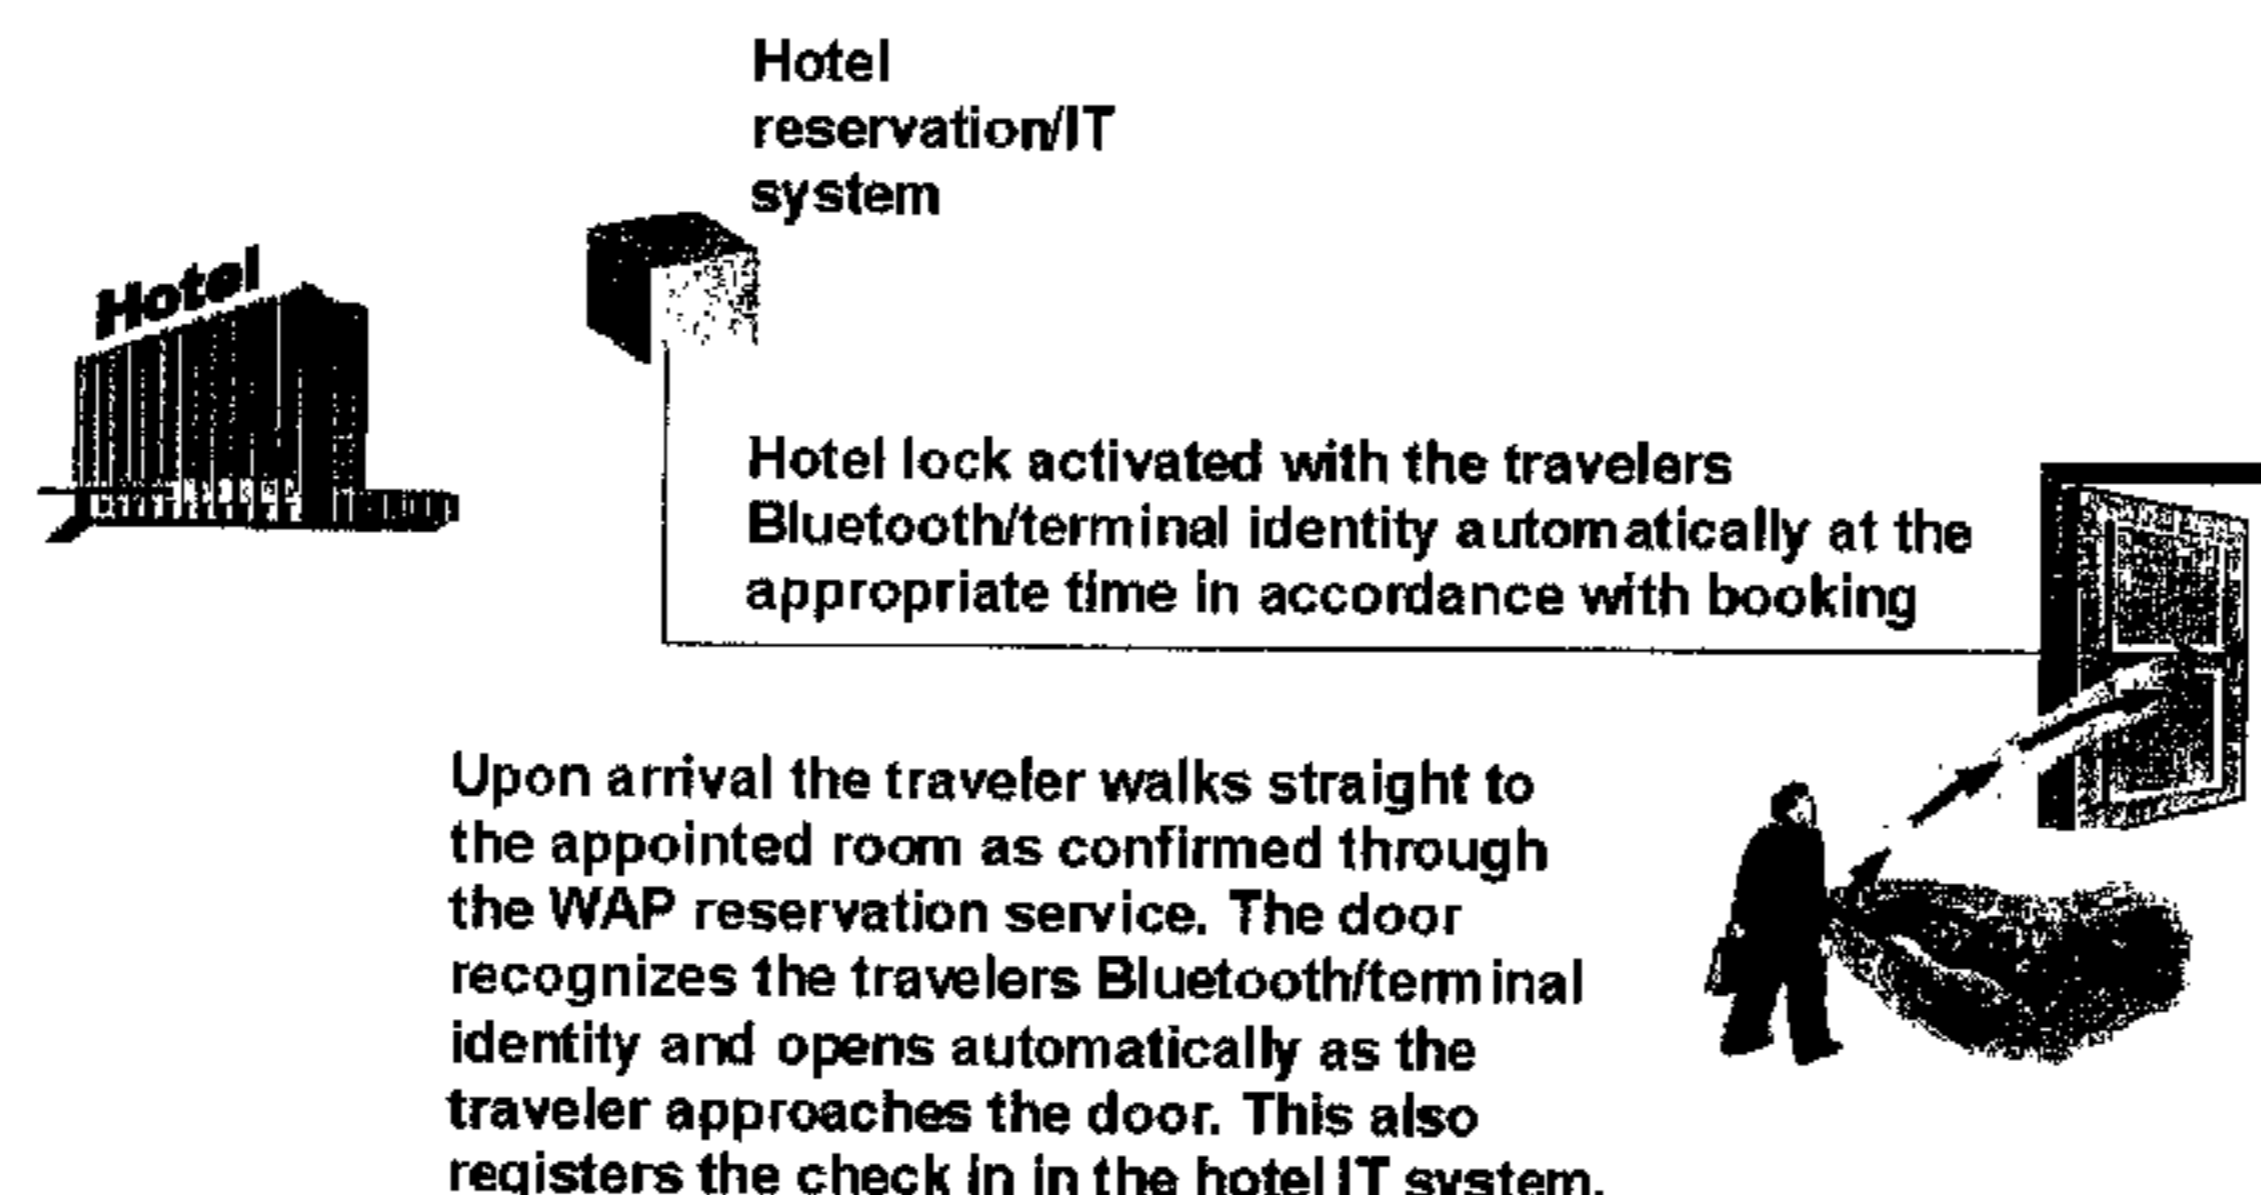 Hotel
reservation/IT
system
Hotel
Hotel lock activated with the travelers
Bluetooth/terminal identity automatically at the
appropriate time in accordance with booking
Upon arrival the traveler walks straight to
the appointed room as confirmed through
the WAP reservation service. The door
recognizes the travelers Bluetooth/terminal
identity and opens automatically as the
traveler approaches the door. This also
registers the check in in the hotel IT system.